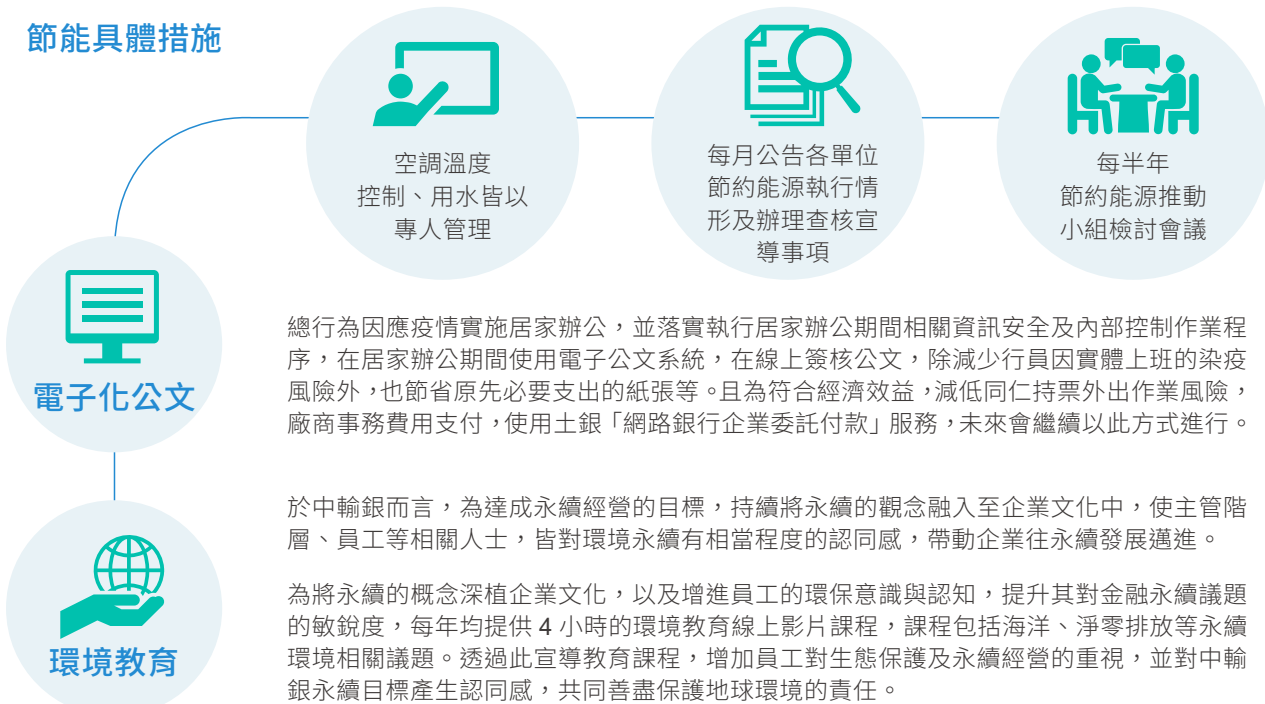 節能具體措施
空調溫度
控制、用水皆以
專人管理
每月公告各單位
節約能源執行情
形及辦理查核宣
導事項
每半年
節約能源推動
小組檢討會議
電子化公文
總行為因應疫情實施居家辦公，並落實執行居家辦公期間相關資訊安全及內部控制作業程
序，在居家辦公期間使用電子公文系統，在線上簽核公文，除減少行員因實體上班的染疫
風險外，也節省原先必要支出的紙張等。且為符合經濟效益，減低同仁持票外出作業風險，
廠商事務費用支付，使用土銀「網路銀行企業委託付款」服務，未來會繼續以此方式進行。
環境教育
於中輸銀而言，為達成永續經營的目標，持續將永續的觀念融入至企業文化中，使主管階
層、員工等相關人士，皆對環境永續有相當程度的認同感，帶動企業往永續發展邁進。
為將永續的概念深植企業文化，以及增進員工的環保意識與認知，提升其對金融永續議題
的敏銳度，每年均提供 4 小時的環境教育線上影片課程，課程包括海洋、淨零排放等永續
環境相關議題。透過此宣導教育課程，增加員工對生態保護及永續經營的重視，並對中輸
銀永續目標產生認同感，共同善盡保護地球環境的責任。